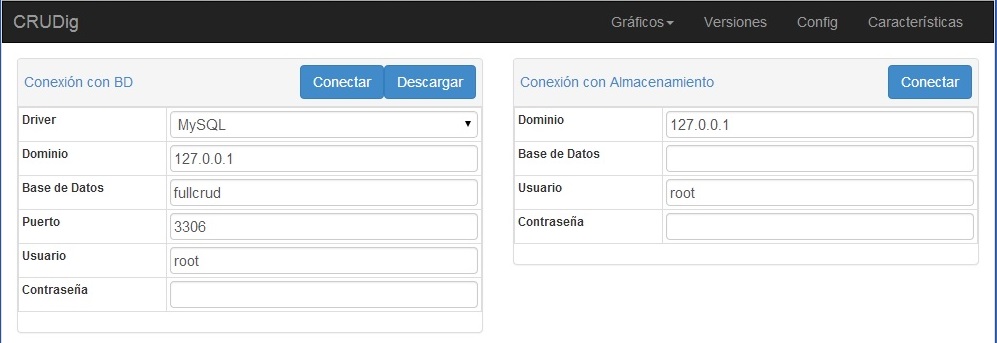 CRUDig Gráficos Versiones Config Características
Conexión con BD Conectar Descargar
Driver MySQL
Dominio 127.0.0.1
Base de Datos fullcrud
Puerto 3306
Usuario root
Contraseña
Conexión con Almacenamiento Conectar
Dominio 127.0.0.1
Base de Datos
Usuario root
Contraseña